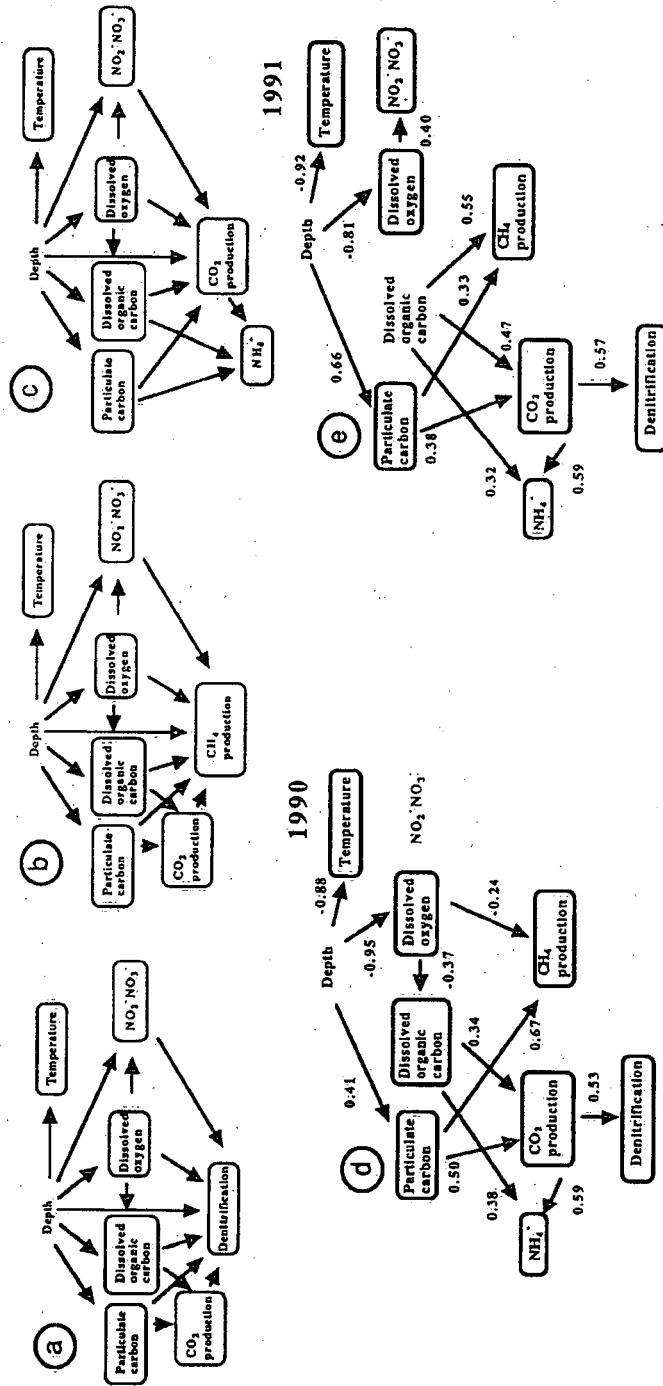 a
Depth
Temperature
Particulate
carbon
Dissolved
organic
carbon
Dissolved
oxygen
NO₂⁻NO₃⁻
CO₂
production
Denitrification
b
Depth
Temperature
Particulate
carbon
Dissolved
organic
carbon
Dissolved
oxygen
NO₂⁻NO₃⁻
CO₂
production
CH₄
production
c
Depth
Temperature
Particulate
carbon
Dissolved
organic
carbon
Dissolved
oxygen
NO₂⁻NO₃⁻
CO₂
production
NH₄⁺
1990
d
Depth
-0.88
Temperature
0.41
-0.95
Particulate
carbon
Dissolved
organic
carbon
Dissolved
oxygen
NO₂⁻NO₃⁻
-0.37
0.50
0.34
-0.24
0.38
0.67
NH₄⁺
CO₂
production
CH₄
production
0.59
0.53
Denitrification
1991
e
Depth
-0.92
Temperature
0.66
-0.81
Particulate
carbon
Dissolved
organic
carbon
Dissolved
oxygen
NO₂⁻NO₃⁻
0.40
0.38
0.33
0.55
0.47
0.32
NH₄⁺
CO₂
production
CH₄
production
0.59
0.57
Denitrification